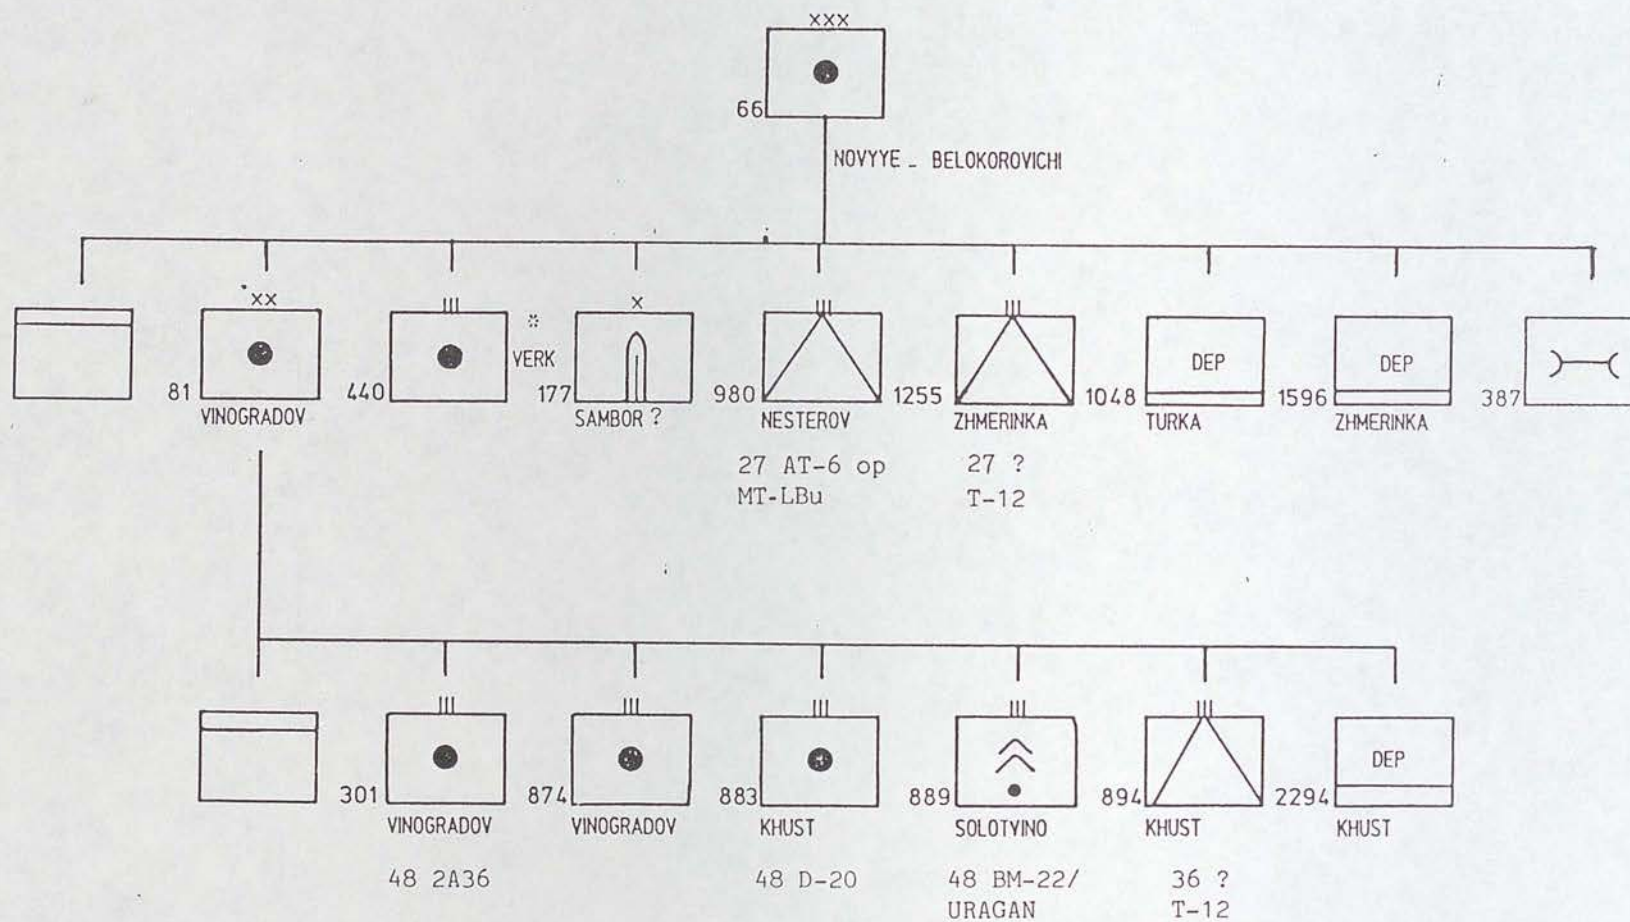 XXX
66
NOVYYE - BELOKOROVICHI
XX
III
X
III
III
81
440
VERK
177
980
1255
1048
DEP
1596
DEP
387
VINOGRADOV
SAMBOR ?
NESTEROV
ZHMERINKA
TURKA
ZHMERINKA
27 AT-6 op
MT-LBu
27 ?
T-12
III
III
III
III
III
301
874
883
889
894
2294
DEP
VINOGRADOV
VINOGRADOV
KHUST
SOLOTVINO
KHUST
KHUST
48 2A36
48 D-20
48 BM-22/
URAGAN
36 ?
T-12